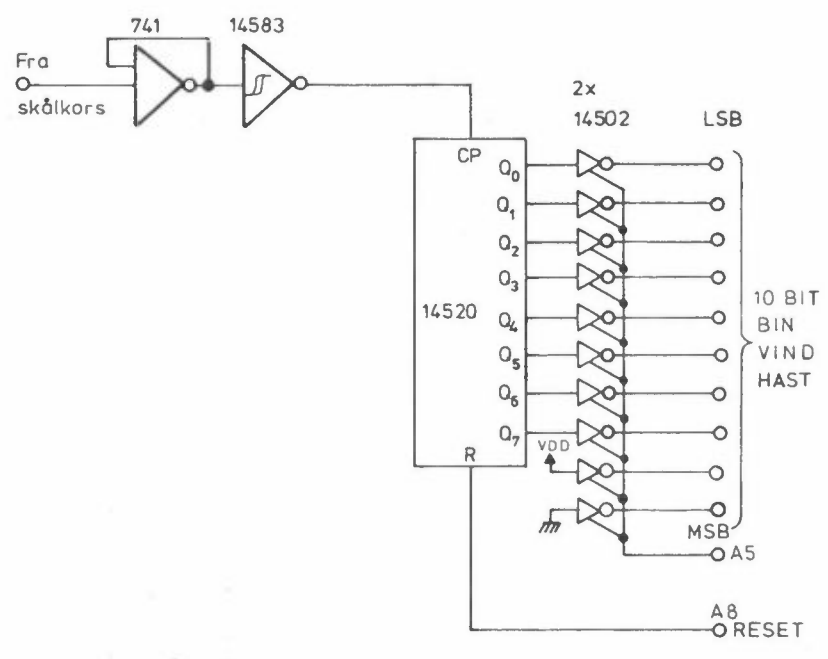 741
14583
Fra
skålkors
2x
14502
LSB
CP
Q0
Q1
Q2
Q3
14520
Q4
Q5
Q6
Q7
10 BIT
BIN
VIND
HAST
VDD
R
MSB
A5
A8
RESET